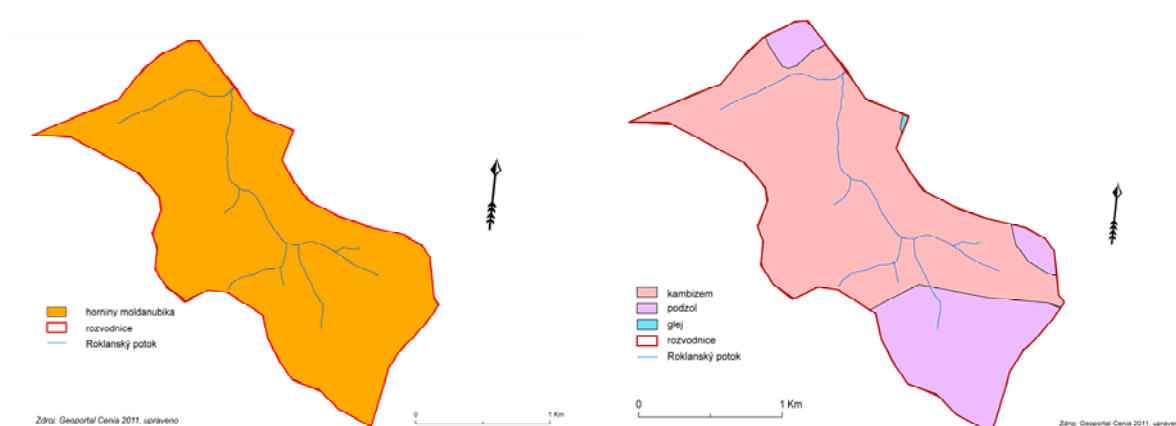 horniny moldanubika
rozvodnice
Roklanský potok
Zdroj: Geoportal Cenia 2011, upraveno
0
1 Km
kambizem
podzol
glej
rozvodnice
Roklanský potok
0
1 Km
Zdroj: Geoportal Cenia 2011, upraveno